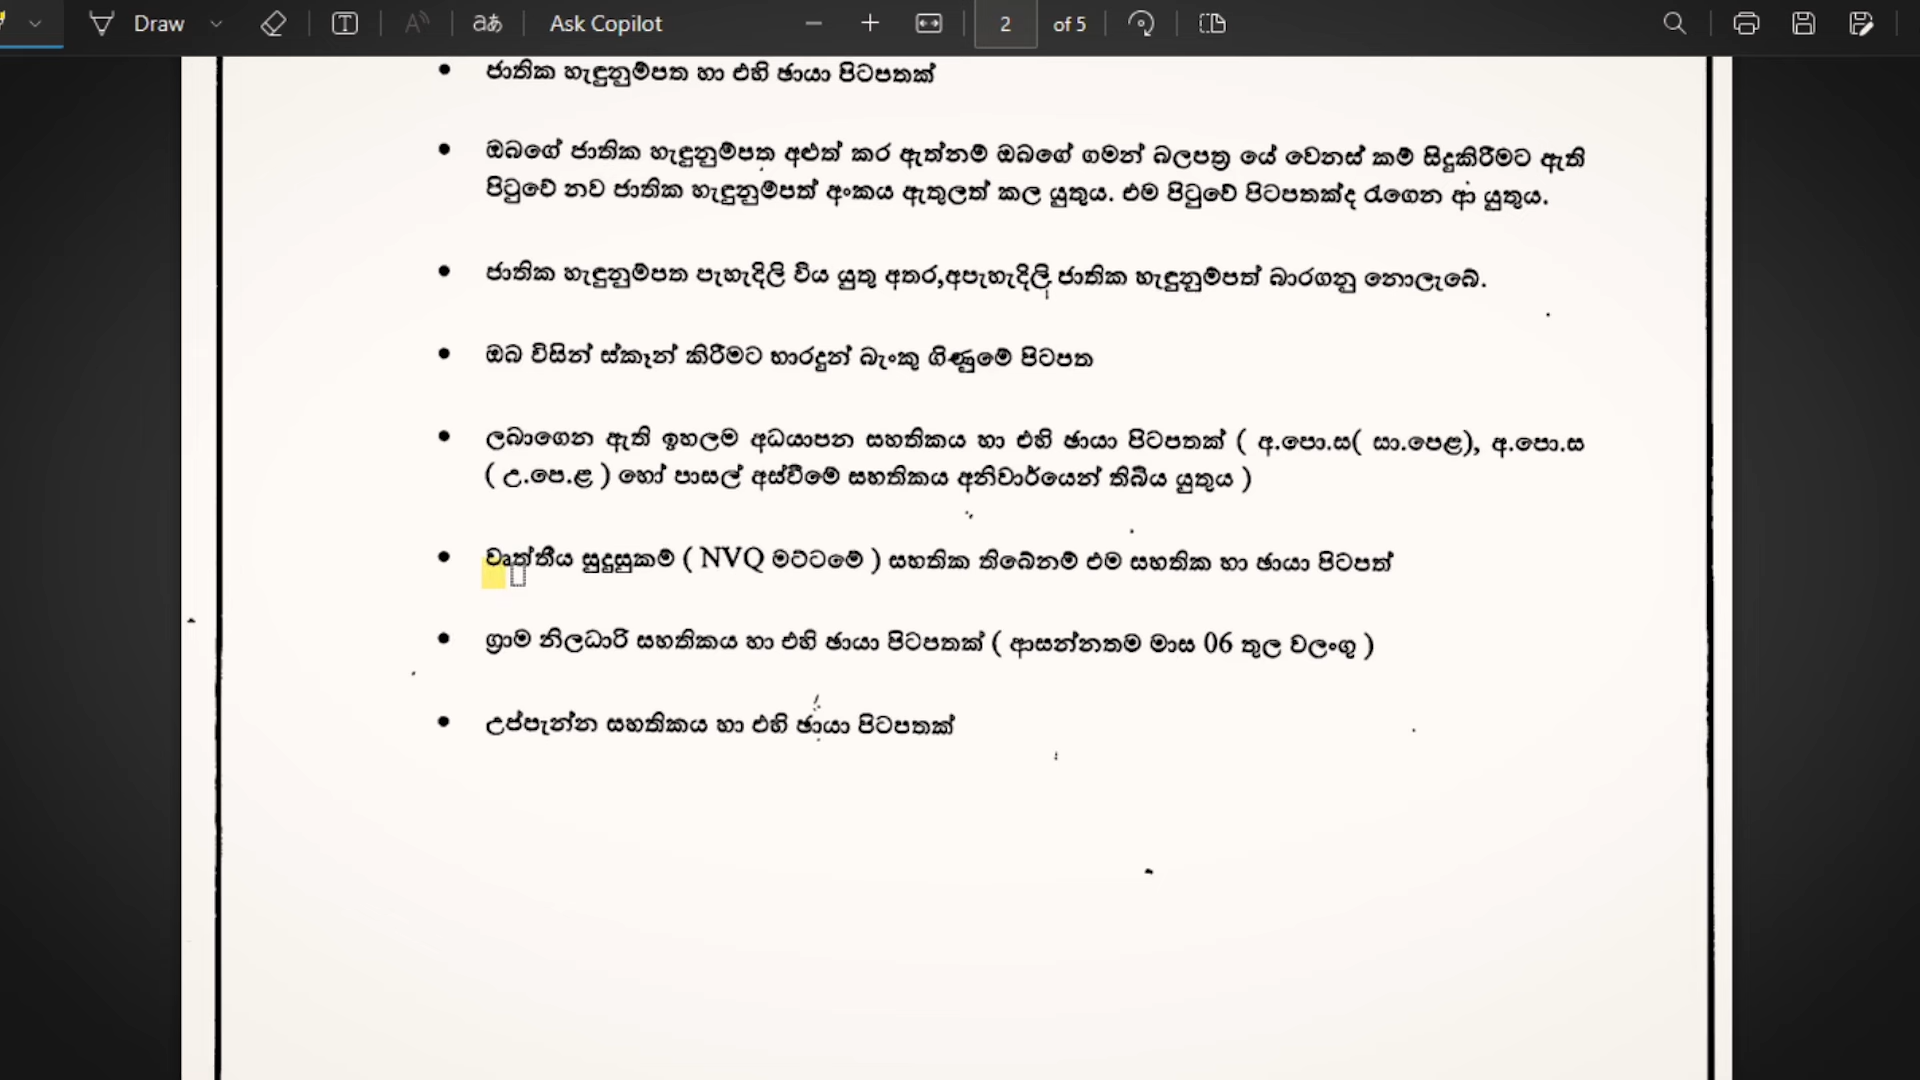 Draw
Ask Copilot
2 of 5
• ජාතික හැඳුනුම්පත හා එහි ඡායා පිටපතක්
• ඔබගේ ජාතික හැඳුනුම්පත අළුත් කර ඇත්නම් ඔබගේ ගමන් බලපත්‍ර යේ වෙනස් කම් සිදුකිරීමට ඇති
පිටුවේ නව ජාතික හැඳුනුම්පත් අංකය ඇතුලත් කල යුතුය. එම පිටුවේ පිටපතක්ද රැගෙන ආ යුතුය.
• ජාතික හැඳුනුම්පත පැහැදිලි විය යුතු අතර,අපැහැදිලි ජාතික හැඳුනුම්පත් බාරගනු නොලැබේ.
• ඔබ විසින් ස්කෑන් කිරීමට භාරදුන් බැංකු ගිණුමේ පිටපත
• ලබාගෙන ඇති ඉහලම අධයාපන සහතිකය හා එහි ඡායා පිටපතක් ( අ.පො.ස( සා.පෙළ), අ.පො.ස
( උ.පෙ.ළ ) හෝ පාසල් අස්වීමේ සහතිකය අනිවාර්යෙන් තිබිය යුතුය )
• වෘත්තීය සුදුසුකම් ( NVQ මට්ටමේ ) සහතික තිබේනම් එම සහතික හා ඡායා පිටපත්
• ග්‍රාම නිලධාරි සහතිකය හා එහි ඡායා පිටපතක් ( ආසන්නතම මාස 06 තුල වලංගු )
• උප්පැන්න සහතිකය හා එහි ඡායා පිටපතක්